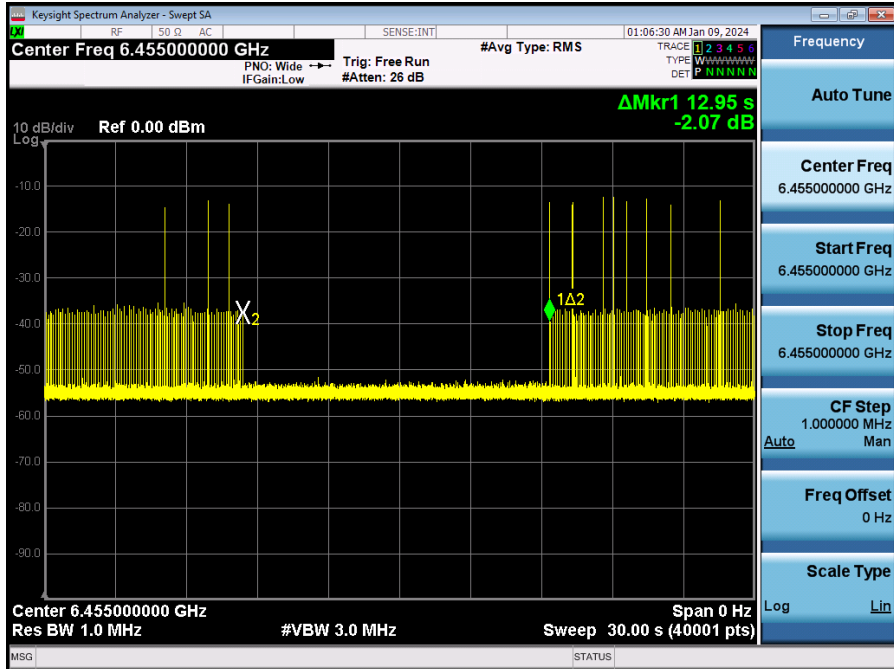 Keysight Spectrum Analyzer - Swept SA
LXI RF 50 Ω AC SENSE:INT 01:06:30 AM Jan 09, 2024
Center Freq 6.455000000 GHz
PNO: Wide
IFGain:Low
Trig: Free Run
#Atten: 26 dB
#Avg Type: RMS
TRACE 1 2 3 4 5 6
TYPE WWWWWW
DET P N N N N N
ΔMkr1 12.95 s
-2.07 dB
10 dB/div Ref 0.00 dBm
Log
-10.0
-20.0
-30.0
-40.0
-50.0
-60.0
-70.0
-80.0
-90.0
X2
1Δ2
Center 6.455000000 GHz Span 0 Hz
Res BW 1.0 MHz #VBW 3.0 MHz Sweep 30.00 s (40001 pts)
MSG STATUS
Frequency
Auto Tune
Center Freq
6.455000000 GHz
Start Freq
6.455000000 GHz
Stop Freq
6.455000000 GHz
CF Step
1.000000 MHz
Auto Man
Freq Offset
0 Hz
Scale Type
Log Lin